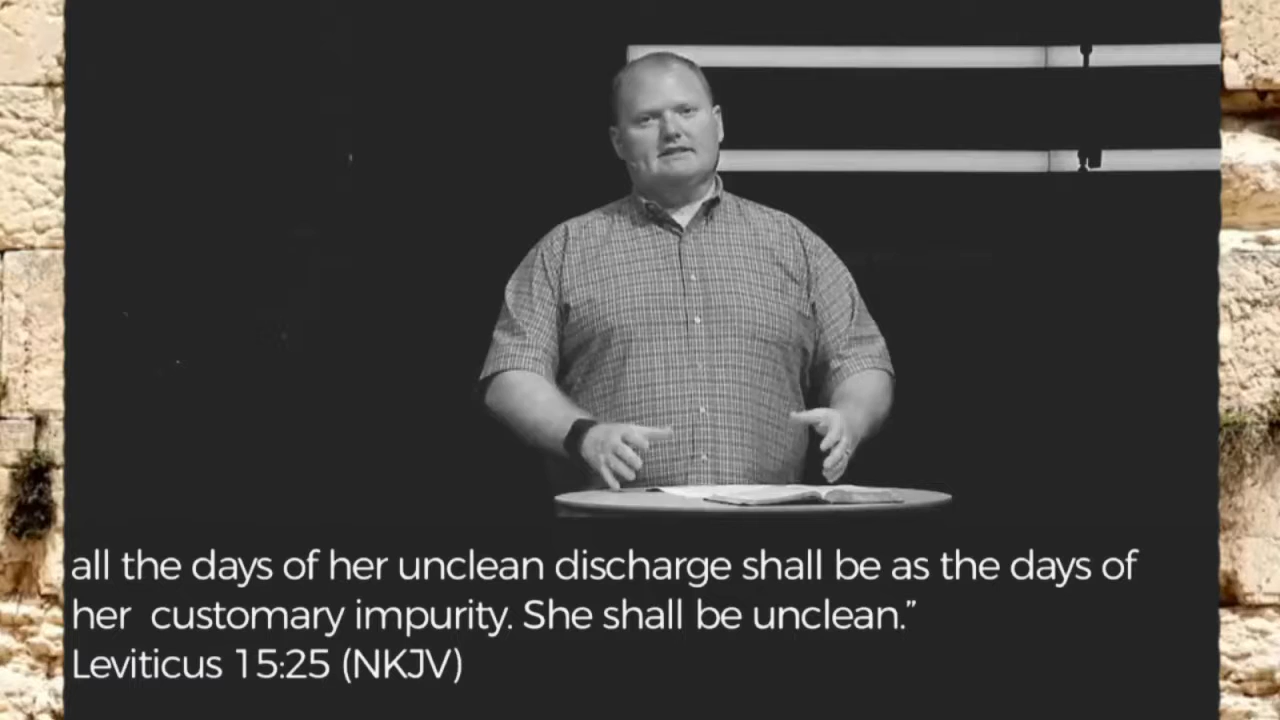 all the days of her unclean discharge shall be as the days of
her customary impurity. She shall be unclean.”
Leviticus 15:25 (NKJV)